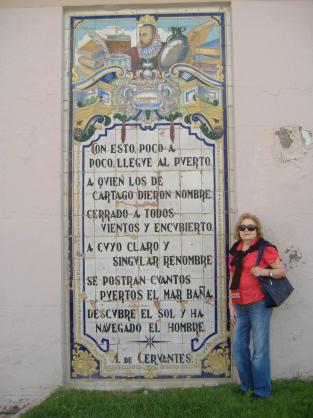 CON ESTO, POCO A
POCO, LLEGVE AL PVERTO.
A QVIEN LOS DE
CARTAGO DIERON NOMBRE.
CERRADO A TODOS
VIENTOS Y ENCVBIERTO.
A CVYO CLARO Y
SINGVLAR RENOMBRE
SE POSTRAN CVANTOS
PVERTOS EL MAR BAÑA.
DESCVBRE EL SOL Y HA
NAVEGADO EL HOMBRE.
M. DE CERVANTES.